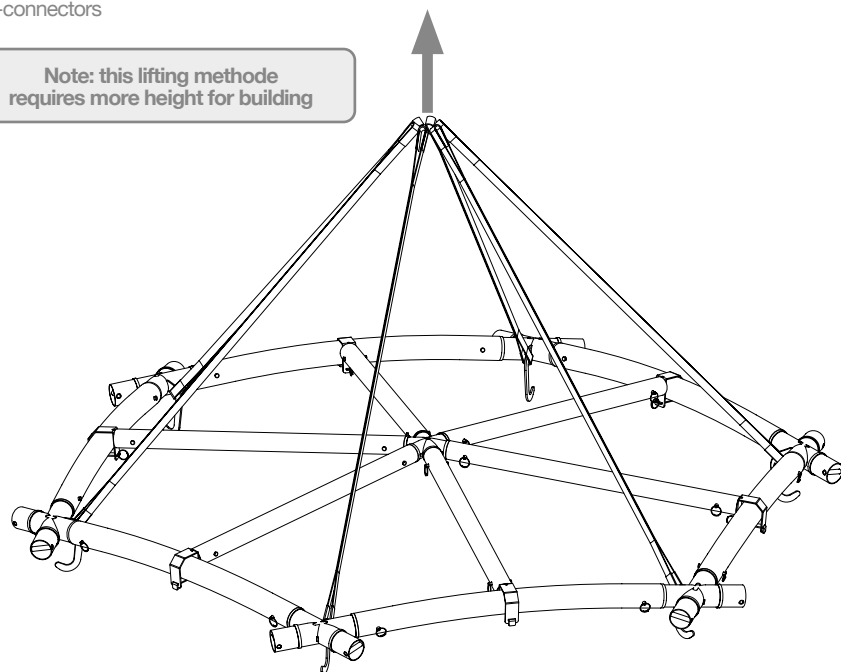 -connectors
Note: this lifting methode
requires more height for building